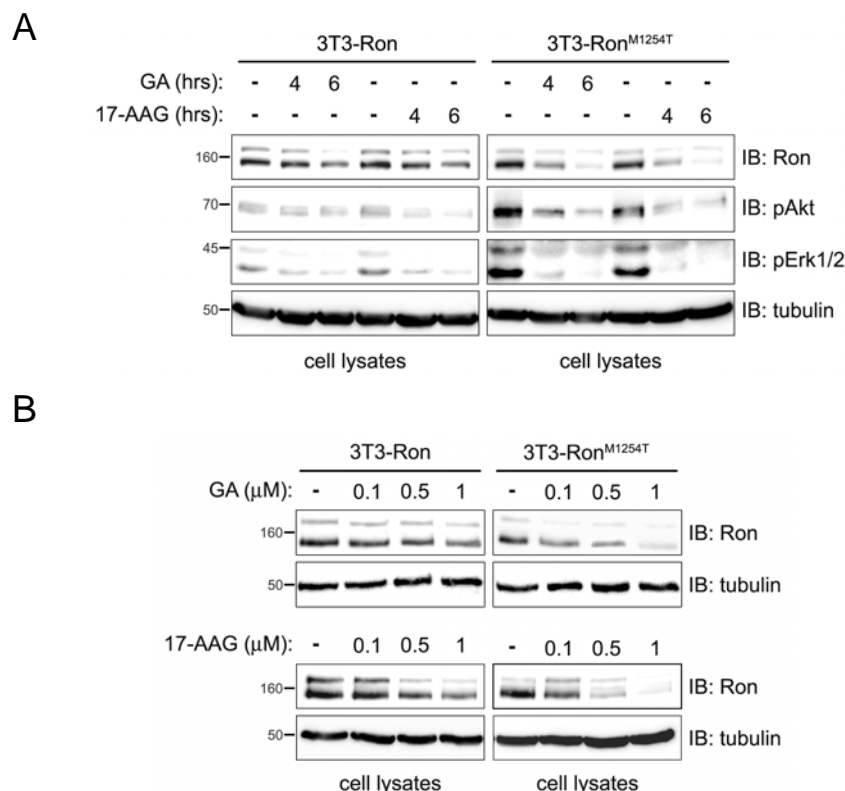 A
3T3-Ron 3T3-RonM1254T
GA (hrs): - 4 6 - - - - 4 6 - - -
17-AAG (hrs): - - - - 4 6 - - - - 4 6
160 IB: Ron
70 IB: pAkt
45 IB: pErk1/2
50 IB: tubulin
cell lysates cell lysates
B
3T3-Ron 3T3-RonM1254T
GA (μM): - 0.1 0.5 1 - 0.1 0.5 1
160 IB: Ron
50 IB: tubulin
17-AAG (μM): - 0.1 0.5 1 - 0.1 0.5 1
160 IB: Ron
50 IB: tubulin
cell lysates cell lysates